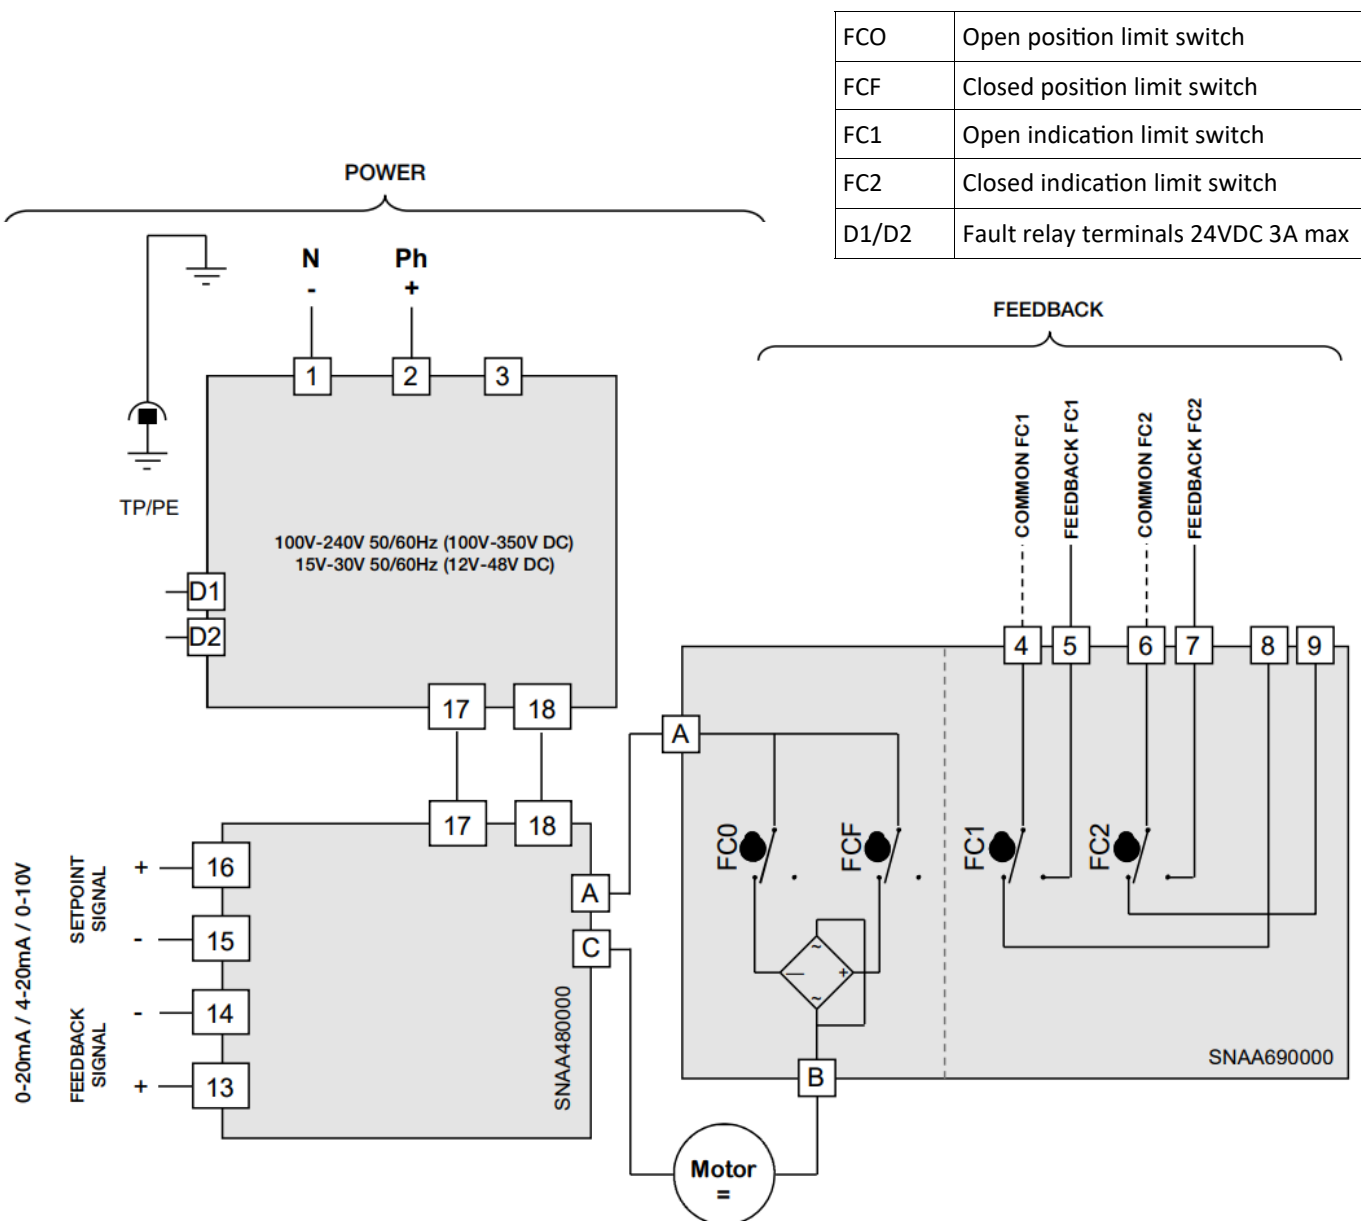 FCO Open position limit switch
FCF Closed position limit switch
FC1 Open indication limit switch
FC2 Closed indication limit switch
D1/D2 Fault relay terminals 24VDC 3A max
POWER
N
-
Ph
+
1
2
3
TP/PE
100V-240V 50/60Hz (100V-350V DC)
15V-30V 50/60Hz (12V-48V DC)
D1
D2
17
18
FEEDBACK
COMMON FC1
FEEDBACK FC1
COMMON FC2
FEEDBACK FC2
4
5
6
7
8
9
A
FC0
FCF
FC1
FC2
~
—
+
~
SNAA690000
B
17
18
0-20mA / 4-20mA / 0-10V
SETPOINT
SIGNAL
+
16
-
15
FEEDBACK
SIGNAL
-
14
+
13
A
C
SNAA480000
Motor
=